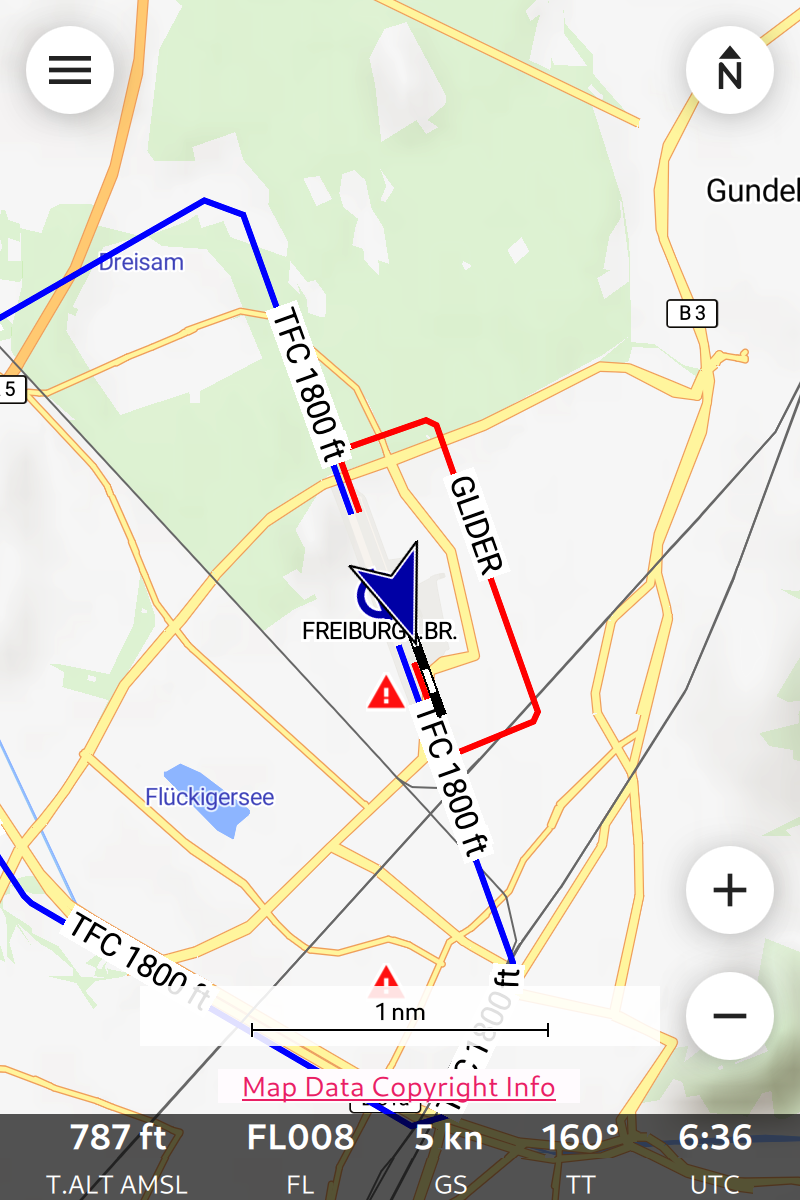 N
Gundel
Dreisam
B 3
TFC 1800 ft
5
GLIDER
FREIBURG BR.
TFC 1800 ft
Flückigersee
TFC 1800 ft
1800 ft
1 nm
Map Data Copyright Info
787 ft FL008 5 kn 160° 6:36
T.ALT AMSL FL GS TT UTC